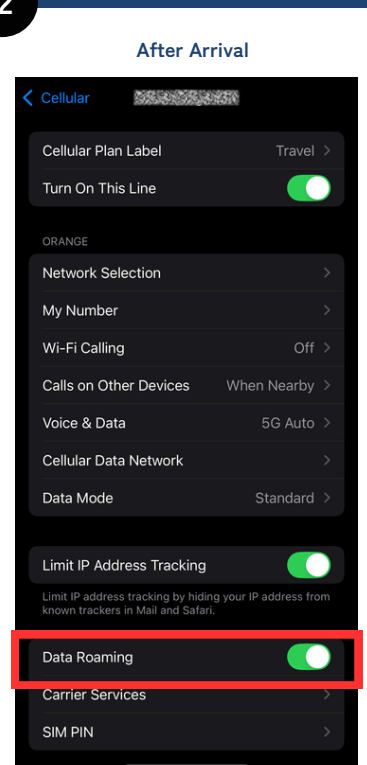 2
After Arrival
Cellular
Cellular Plan Label Travel
Turn On This Line
ORANGE
Network Selection
My Number
Wi-Fi Calling Off
Calls on Other Devices When Nearby
Voice & Data 5G Auto
Cellular Data Network
Data Mode Standard
Limit IP Address Tracking
Limit IP address tracking by hiding your IP address from
known trackers in Mail and Safari.
Data Roaming
Carrier Services
SIM PIN